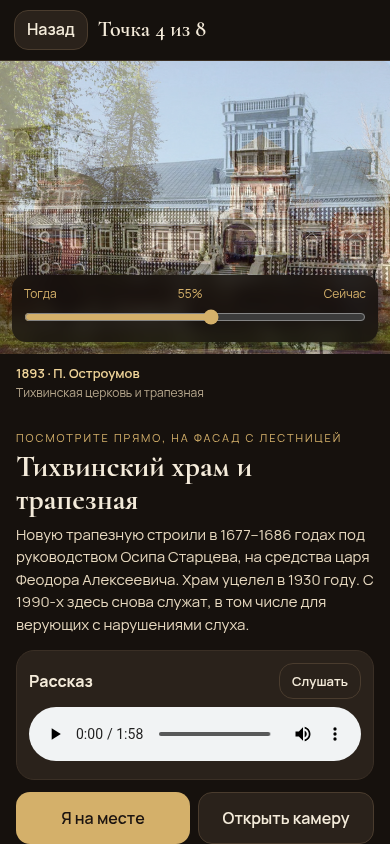 Назад
Точка 4 из 8
Тогда
55%
Сейчас
1893 · П. Остроумов
Тихвинская церковь и трапезная
ПОСМОТРИТЕ ПРЯМО, НА ФАСАД С ЛЕСТНИЦЕЙ
Тихвинский храм и
трапезная
Новую трапезную строили в 1677–1686 годах под
руководством Осипа Старцева, на средства царя
Феодора Алексеевича. Храм уцелел в 1930 году. С
1990-х здесь снова служат, в том числе для
верующих с нарушениями слуха.
Рассказ
Слушать
0:00 / 1:58
Я на месте
Открыть камеру